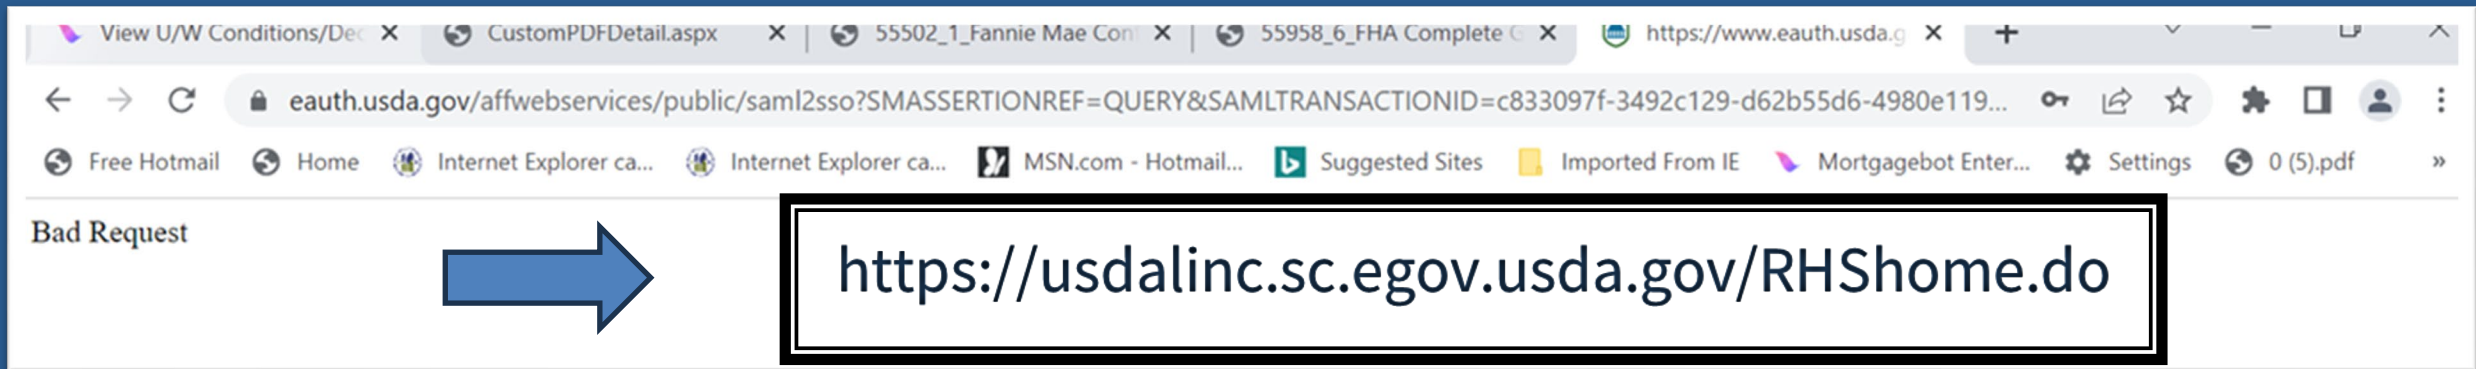 View U/W Conditions/Dec
CustomPDFDetail.aspx
55502_1_Fannie Mae Con
55958_6_FHA Complete G
https://www.eauth.usda.g
eauth.usda.gov/affwebservices/public/saml2sso?SMASSERTIONREF=QUERY&SAMLTRANSACTIONID=c833097f-3492c129-d62b55d6-4980e119...
Free Hotmail
Home
Internet Explorer ca...
Internet Explorer ca...
MSN.com - Hotmail...
Suggested Sites
Imported From IE
Mortgagebot Enter...
Settings
0 (5).pdf
»
Bad Request
https://usdalinc.sc.egov.usda.gov/RHShome.do